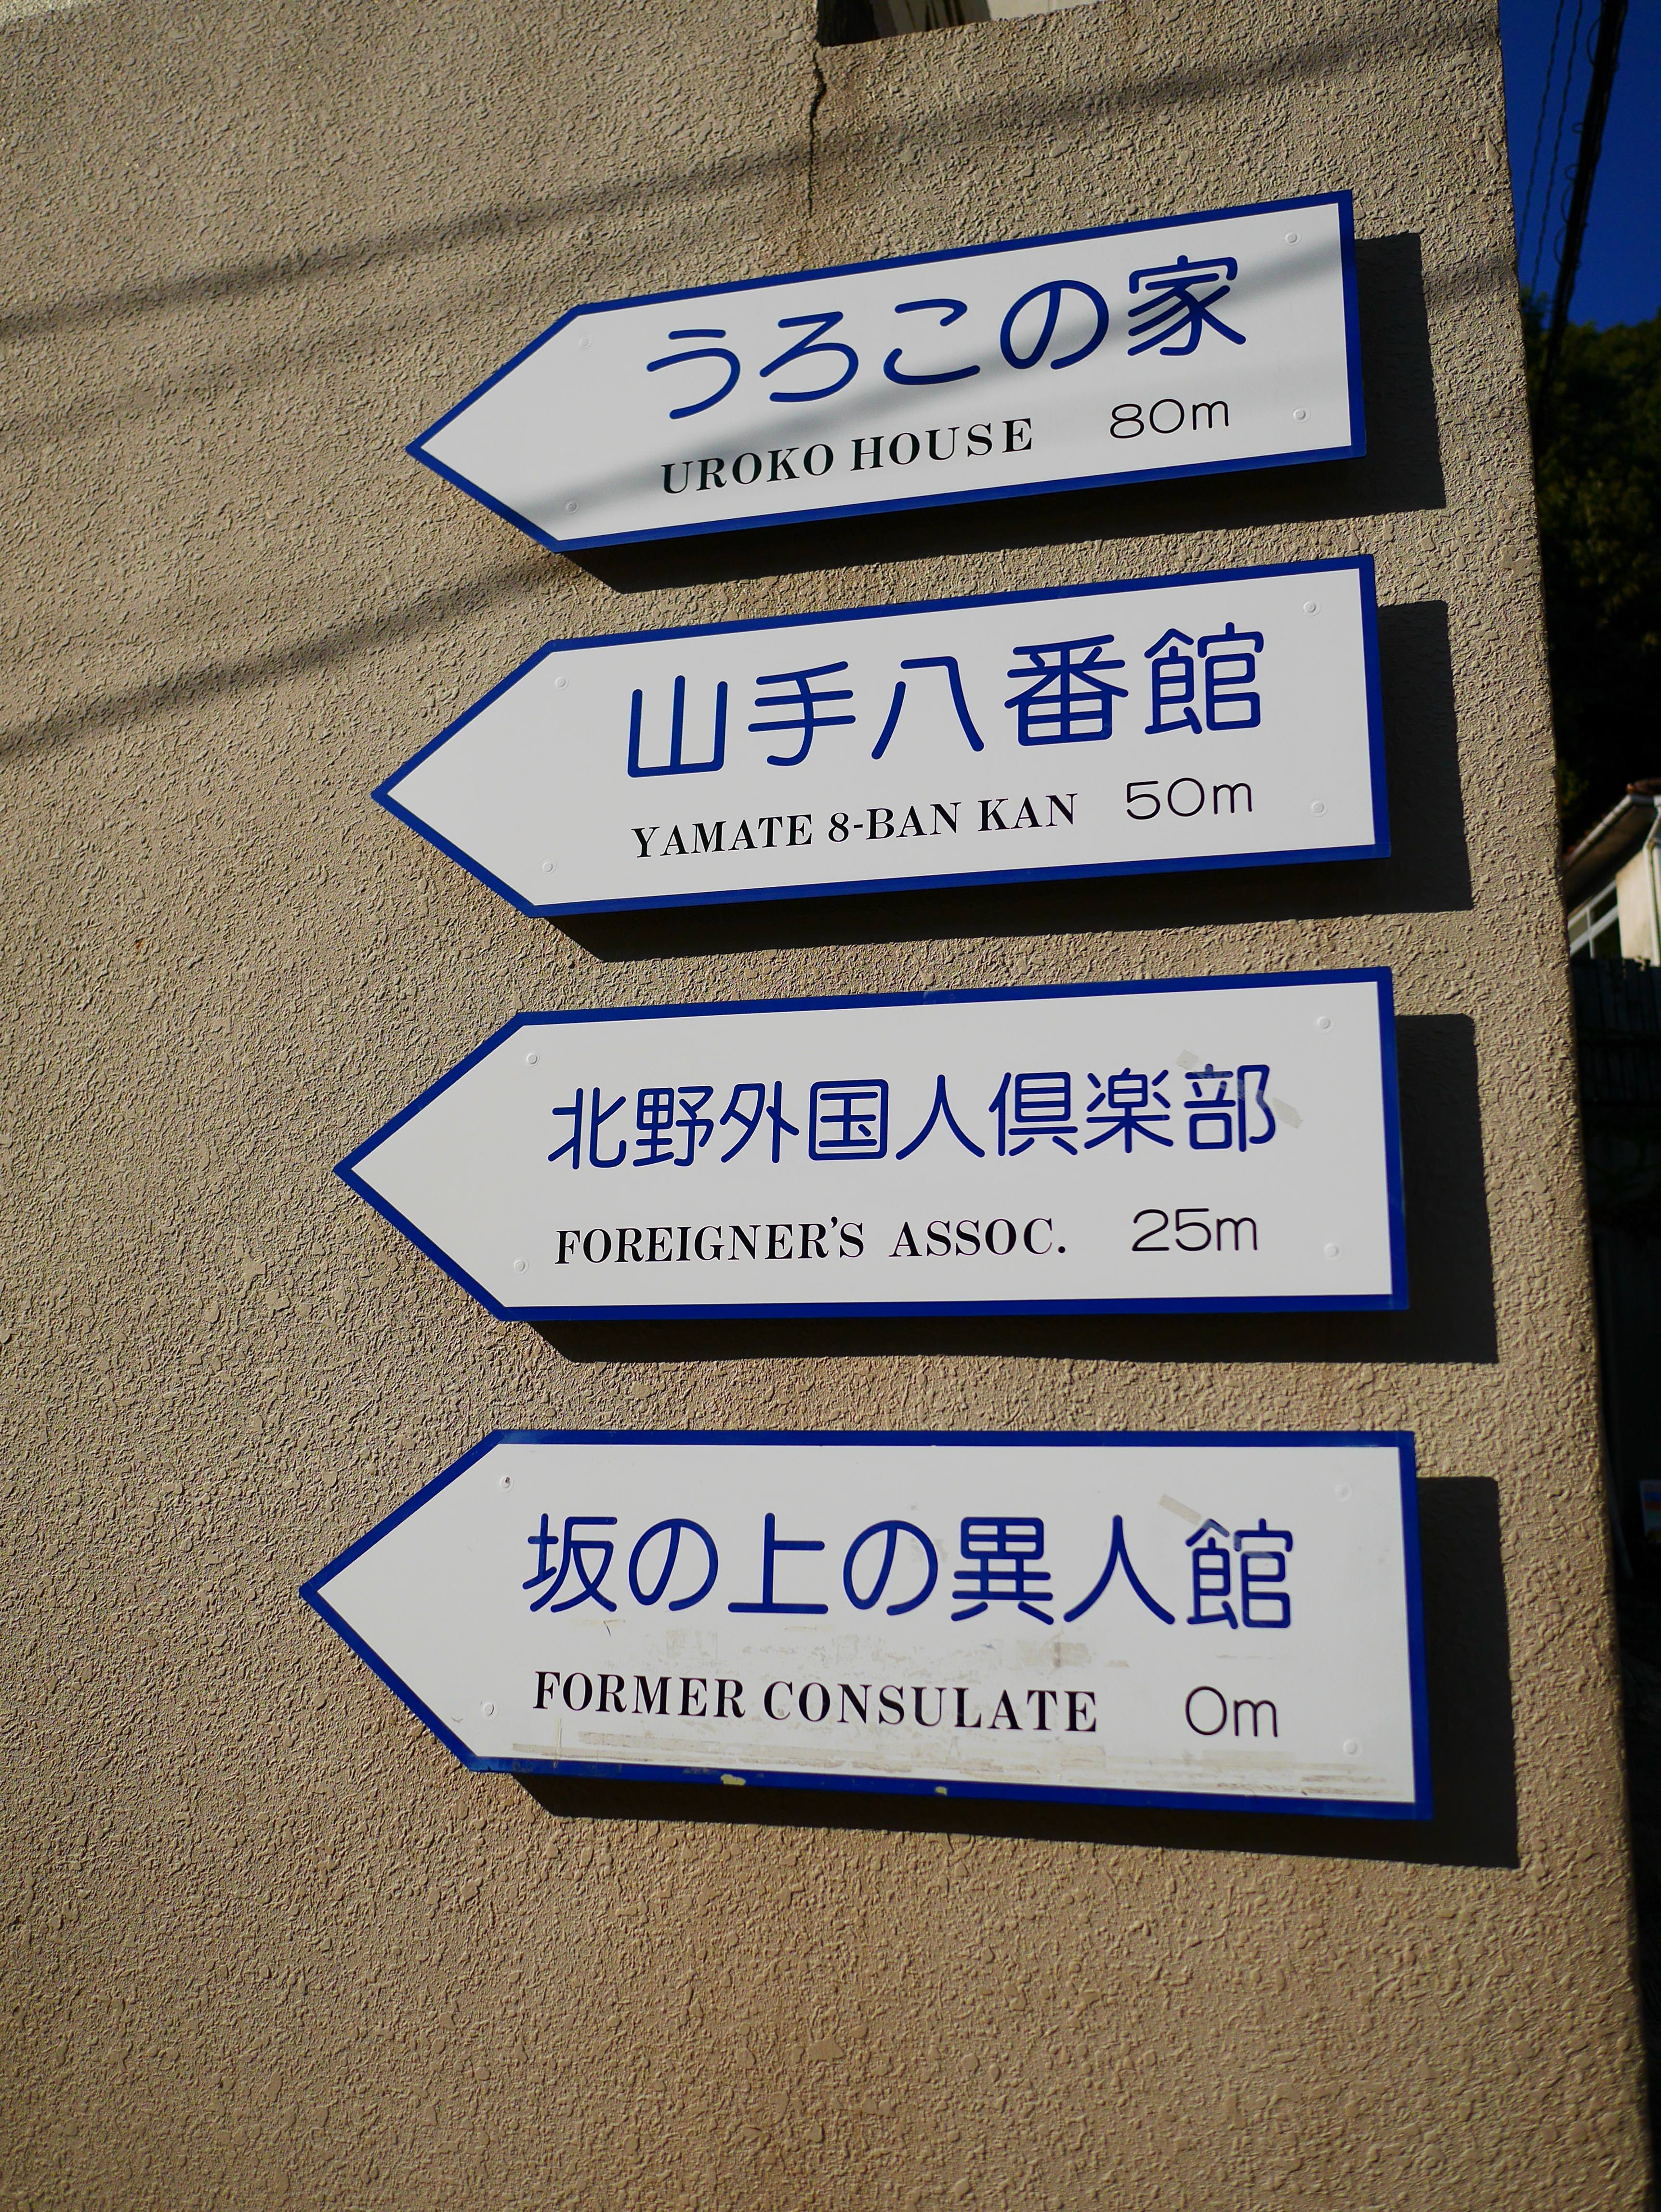 うろこの家
UROKO HOUSE 80m
山手八番館
YAMATE 8-BAN KAN 50m
北野外国人倶楽部
FOREIGNER'S ASSOC. 25m
坂の上の異人館
FORMER CONSULATE 0m